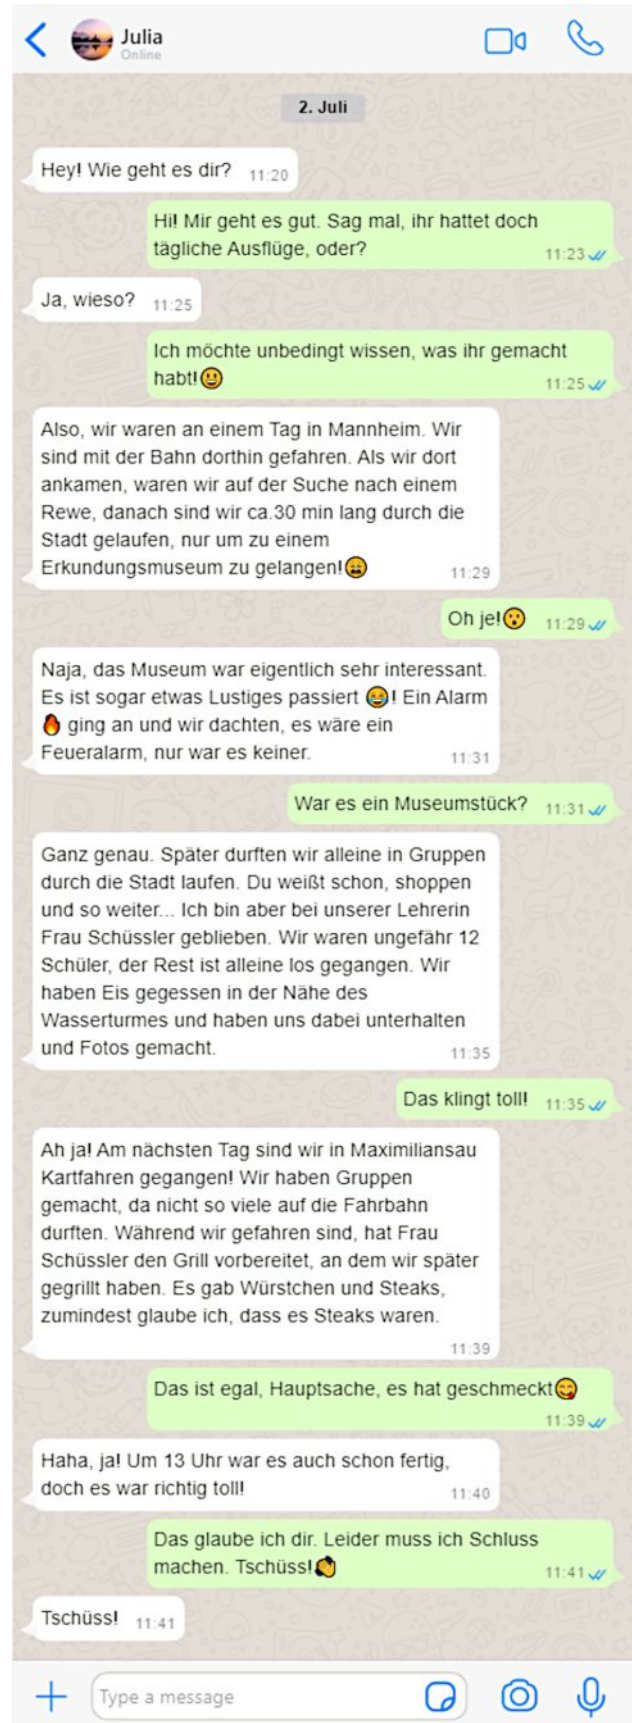 Julia
Online
2. Juli
Hey! Wie geht es dir? 11:20
Hi! Mir geht es gut. Sag mal, ihr hattet doch
tägliche Ausflüge, oder? 11:23
Ja, wieso? 11:25
Ich möchte unbedingt wissen, was ihr gemacht
habt!😃 11:25
Also, wir waren an einem Tag in Mannheim. Wir
sind mit der Bahn dorthin gefahren. Als wir dort
ankamen, waren wir auf der Suche nach einem
Rewe, danach sind wir ca.30 min lang durch die
Stadt gelaufen, nur um zu einem
Erkundungsmuseum zu gelangen!😩 11:29
Oh je!😮 11:29
Naja, das Museum war eigentlich sehr interessant.
Es ist sogar etwas Lustiges passiert 😂! Ein Alarm
🔥 ging an und wir dachten, es wäre ein
Feueralarm, nur war es keiner. 11:31
War es ein Museumstück? 11:31
Ganz genau. Später durften wir alleine in Gruppen
durch die Stadt laufen. Du weißt schon, shoppen
und so weiter... Ich bin aber bei unserer Lehrerin
Frau Schüssler geblieben. Wir waren ungefähr 12
Schüler, der Rest ist alleine los gegangen. Wir
haben Eis gegessen in der Nähe des
Wasserturmes und haben uns dabei unterhalten
und Fotos gemacht. 11:35
Das klingt toll! 11:35
Ah ja! Am nächsten Tag sind wir in Maximiliansau
Kartfahren gegangen! Wir haben Gruppen
gemacht, da nicht so viele auf die Fahrbahn
durften. Während wir gefahren sind, hat Frau
Schüssler den Grill vorbereitet, an dem wir später
gegrillt haben. Es gab Würstchen und Steaks,
zumindest glaube ich, dass es Steaks waren.
11:39
Das ist egal, Hauptsache, es hat geschmeckt😋
11:39
Haha, ja! Um 13 Uhr war es auch schon fertig,
doch es war richtig toll! 11:40
Das glaube ich dir. Leider muss ich Schluss
machen. Tschüss!👋 11:41
Tschüss! 11:41
Type a message